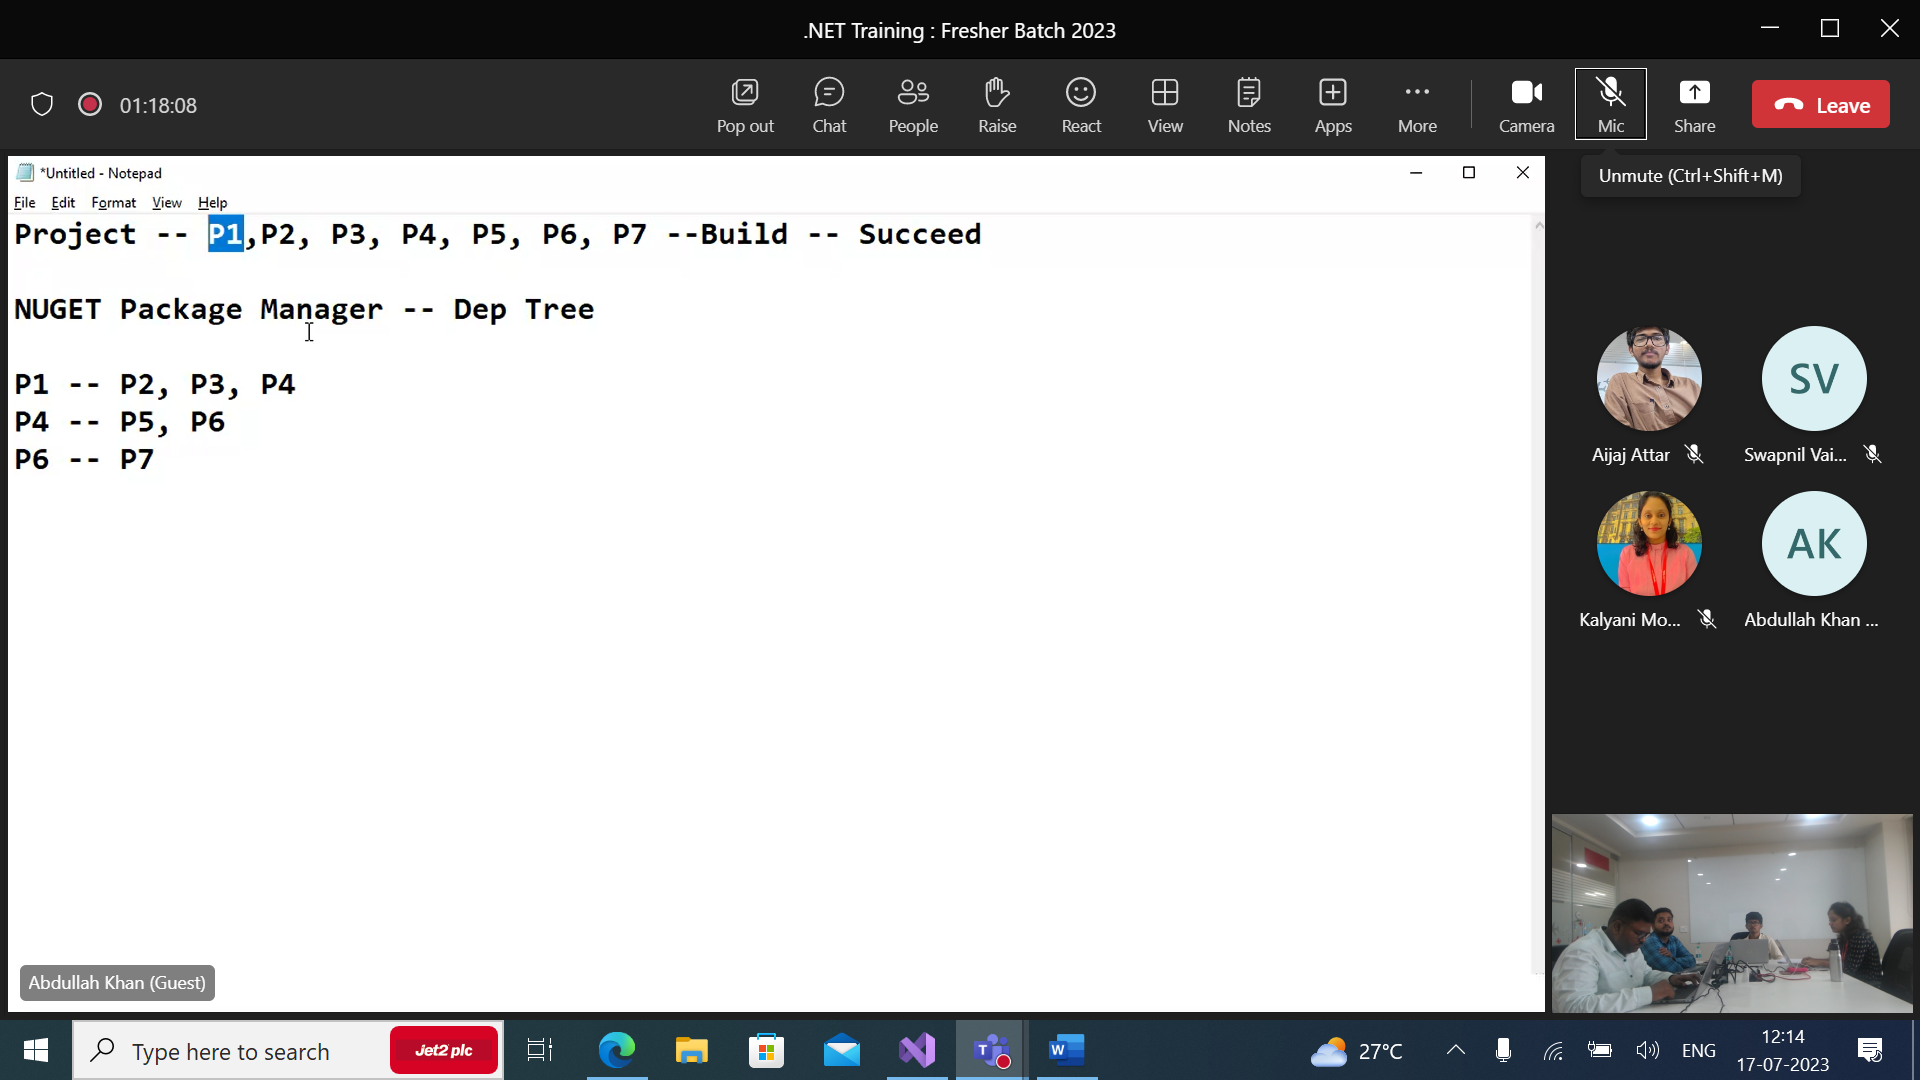 .NET Training : Fresher Batch 2023
01:18:08
Pop out
Chat
People
Raise
React
View
Notes
Apps
More
Camera
Mic
Share
Leave
Unmute (Ctrl+Shift+M)
*Untitled - Notepad
File Edit Format View Help
Project -- P1,P2, P3, P4, P5, P6, P7 --Build -- Succeed
NUGET Package Manager -- Dep Tree
P1 -- P2, P3, P4
P4 -- P5, P6
P6 -- P7
Aijaj Attar
SV
Swapnil Vai...
Kalyani Mo...
AK
Abdullah Khan ...
Abdullah Khan (Guest)
Type here to search
Jet2 plc
27°C
ENG
12:14
17-07-2023